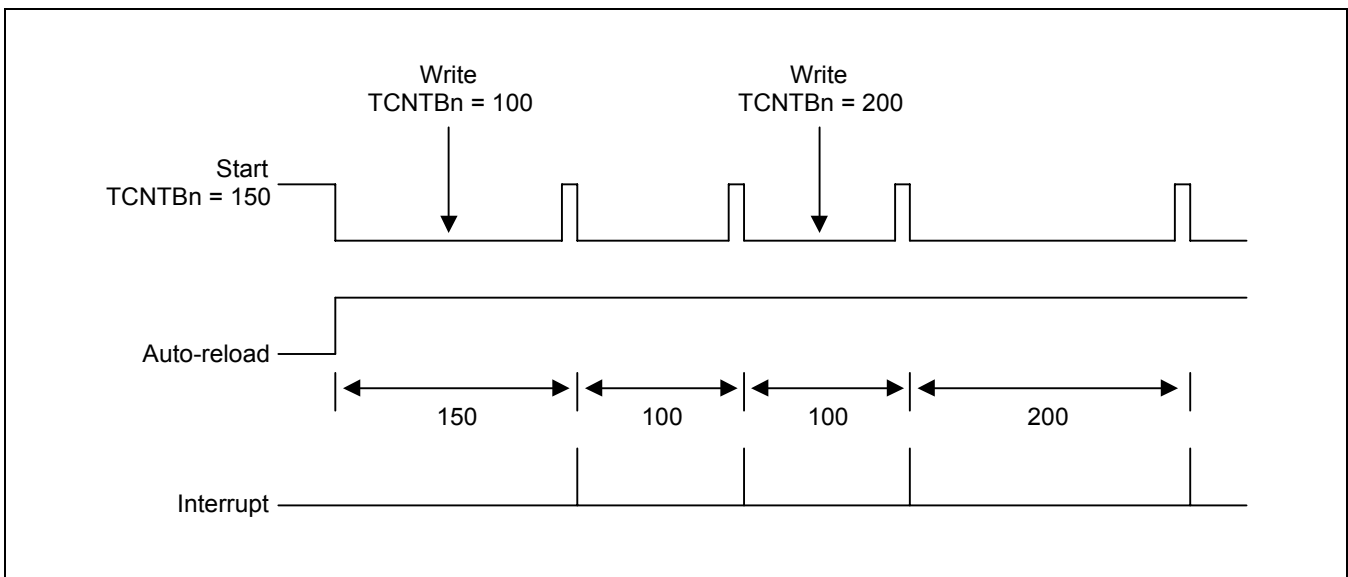 Write
TCNTBn = 100
Write
TCNTBn = 200
Start
TCNTBn = 150
Auto-reload
150
100
100
200
Interrupt